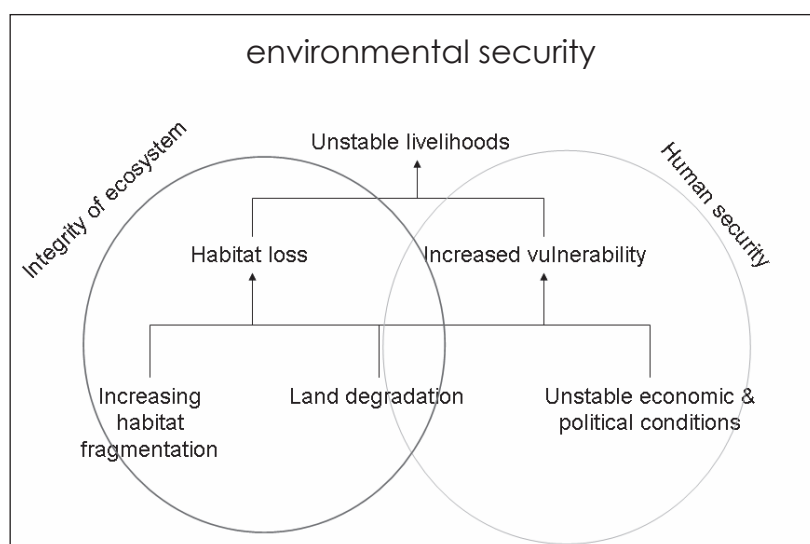 environmental security
Unstable livelihoods
Integrity of ecosystem
Human security
Habitat loss
Increased vulnerability
Increasing
habitat
fragmentation
Land degradation
Unstable economic &
political conditions